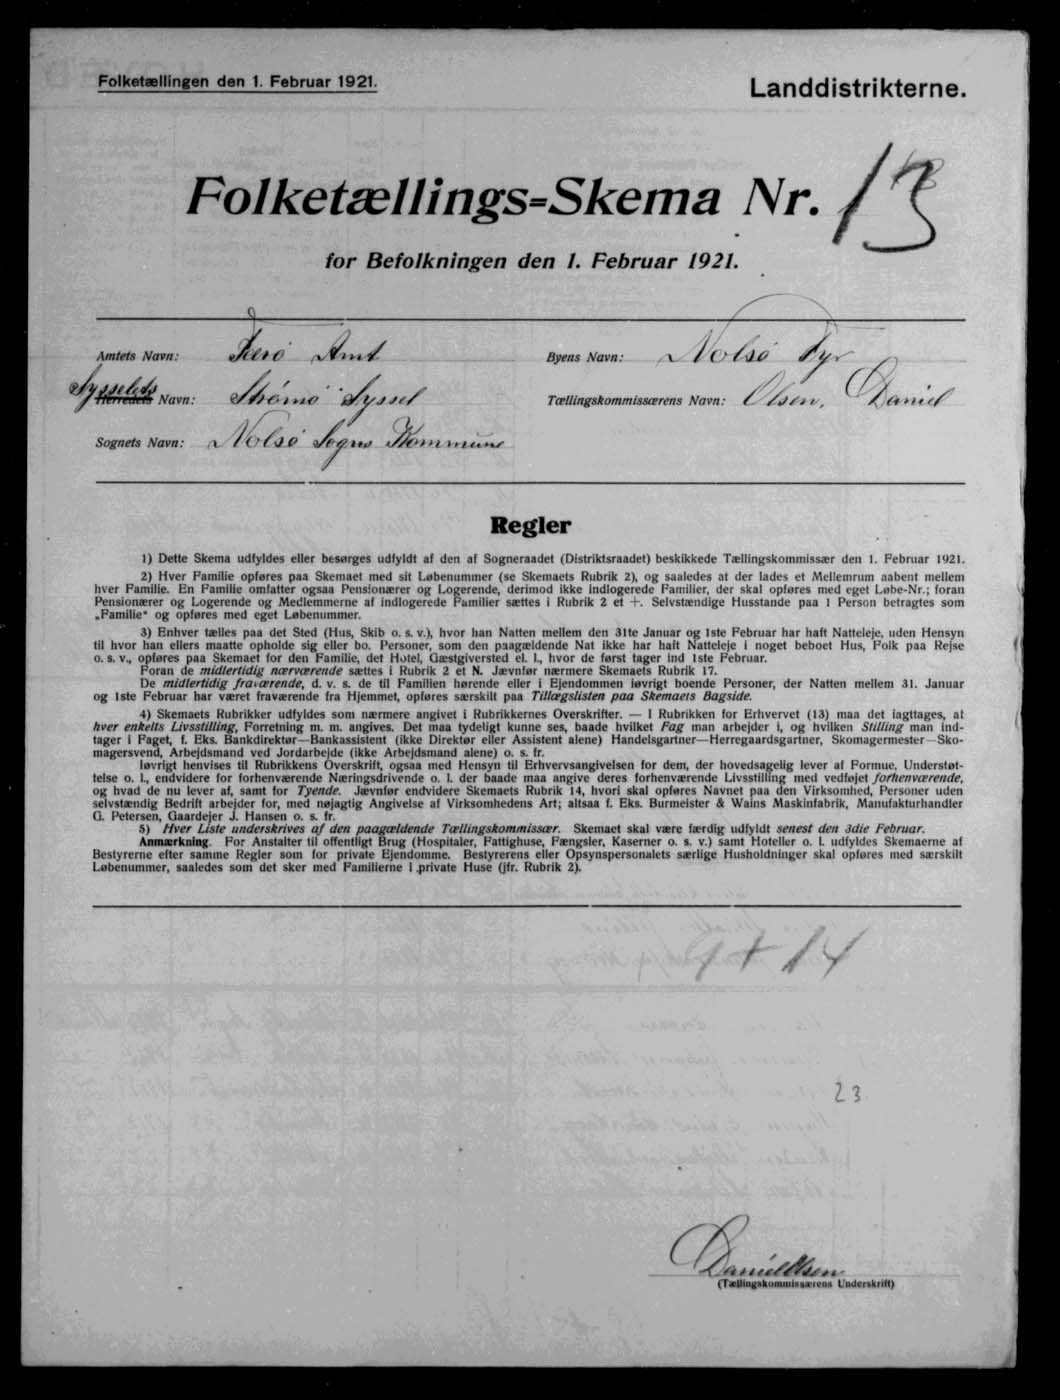 Folketællingen den 1. Februar 1921.
Landdistrikterne.
Folketællings=Skema Nr. 13
for Befolkningen den 1. Februar 1921.
Amtets Navn: Færø Amt
Byens Navn: Nolsø Fyr
Sysselets
Herredets Navn: Strømø Syssel
Tællingskommissærens Navn: Olsen, Daniel
Sognets Navn: Nolsø Sogns Kommune
Regler
1) Dette Skema udfyldes eller besørges udfyldt af den af Sogneraadet (Distriktsraadet) beskikkede Tællingskommissær den 1. Februar 1921.
2) Hver Familie opføres paa Skemaet med sit Løbenummer (se Skemaets Rubrik 2), og saaledes at der lades et Mellemrum aabent mellem
hver Familie. En Familie omfatter ogsaa Pensionærer og Logerende, derimod ikke indlogerede Familier, der skal opføres med eget Løbe-Nr.; foran
Pensionærer og Logerende og Medlemmerne af indlogerede Familier sættes i Rubrik 2 et +. Selvstændige Husstande paa 1 Person betragtes som
„Familie“ og opføres med eget Løbenummer.
3) Enhver tælles paa det Sted (Hus, Skib o. s. v.), hvor han Natten mellem den 31te Januar og 1ste Februar har haft Natteleje, uden Hensyn
til hvor han ellers maatte opholde sig eller bo. Personer, som den paagældende Nat ikke har haft Natteleje i noget beboet Hus, Folk paa Rejse
o. s. v., opføres paa Skemaet for den Familie, det Hotel, Gæstgiversted el. l., hvor de først tager ind 1ste Februar.
Foran de midlertidig nærværende sættes i Rubrik 2 et N. Jævnfør nærmere Skemaets Rubrik 17.
De midlertidig fraværende, d. v. s. de til Familien hørende eller i Ejendommen iøvrigt boende Personer, der Natten mellem 31. Januar
og 1ste Februar har været fraværende fra Hjemmet, opføres særskilt paa Tillægslisten paa Skemaets Bagside.
4) Skemaets Rubrikker udfyldes som nærmere angivet i Rubrikkernes Overskrifter. — I Rubrikken for Erhvervet (13) maa det iagttages, at
hver enkelts Livsstilling, Forretning m. m. angives. Det maa tydeligt kunne ses, baade hvilket Fag man arbejder i, og hvilken Stilling man ind-
tager i Faget, f. Eks. Bankdirektør—Bankassistent (ikke Direktør eller Assistent alene) Handelsgartner—Herregaardsgartner, Skomagermester—Sko-
magersvend, Arbejdsmand ved Jordarbejde (ikke Arbejdsmand alene) o. s. fr.
Iøvrigt henvises til Rubrikkens Overskrift, ogsaa med Hensyn til Erhvervsangivelsen for dem, der hovedsagelig lever af Formue, Understøt-
telse o. l., endvidere for forhenværende Næringsdrivende o. l. der baade maa angive deres forhenværende Livsstilling med vedføjet forhenværende,
og hvad de nu lever af, samt for Tyende. Jævnfør endvidere Skemaets Rubrik 14, hvori skal opføres Navnet paa den Virksomhed, Personer uden
selvstændig Bedrift arbejder for, med nøjagtig Angivelse af Virksomhedens Art; altsaa f. Eks. Burmeister & Wains Maskinfabrik, Manufakturhandler
G. Petersen, Gaardejer J. Hansen o. s. fr.
5) Hver Liste underskrives af den paagældende Tællingskommissær. Skemaet skal være færdig udfyldt senest den 3die Februar.
Anmærkning. For Anstalter til offentligt Brug (Hospitaler, Fattighuse, Fængsler, Kaserner o. s. v.) samt Hoteller o. l. udfyldes Skemaerne af
Bestyrerne efter samme Regler som for private Ejendomme. Bestyrerens eller Opsynspersonalets særlige Husholdninger skal opføres med særskilt
Løbenummer, saaledes som det sker med Familierne i private Huse (jfr. Rubrik 2).
9 + 14
23
Daniel Olsen
(Tællingskommissærens Underskrift)